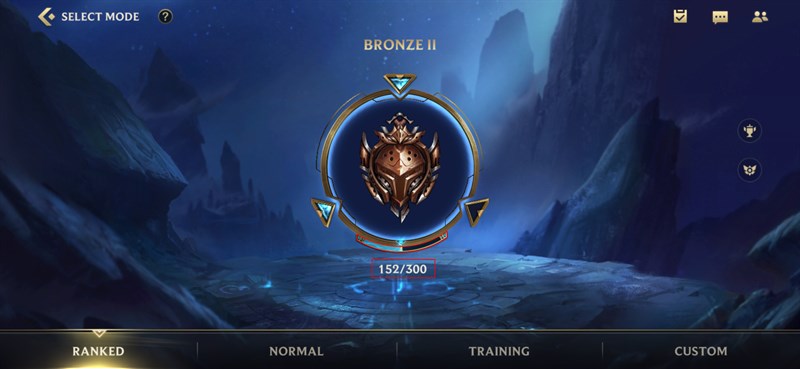 SELECT MODE ?
BRONZE II
152/300
RANKED
NORMAL
TRAINING
CUSTOM